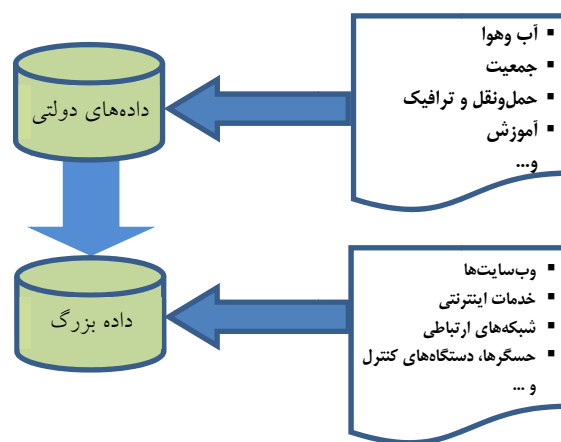 ▪ آب وهوا
▪ جمعیت
▪ حمل‌ونقل و ترافیک
▪ آموزش
و...
داده‌های دولتی
▪ وب‌سایت‌ها
▪ خدمات اینترنتی
▪ شبکه‌های ارتباطی
▪ حسگرها، دستگاه‌های کنترل
و ...
داده بزرگ